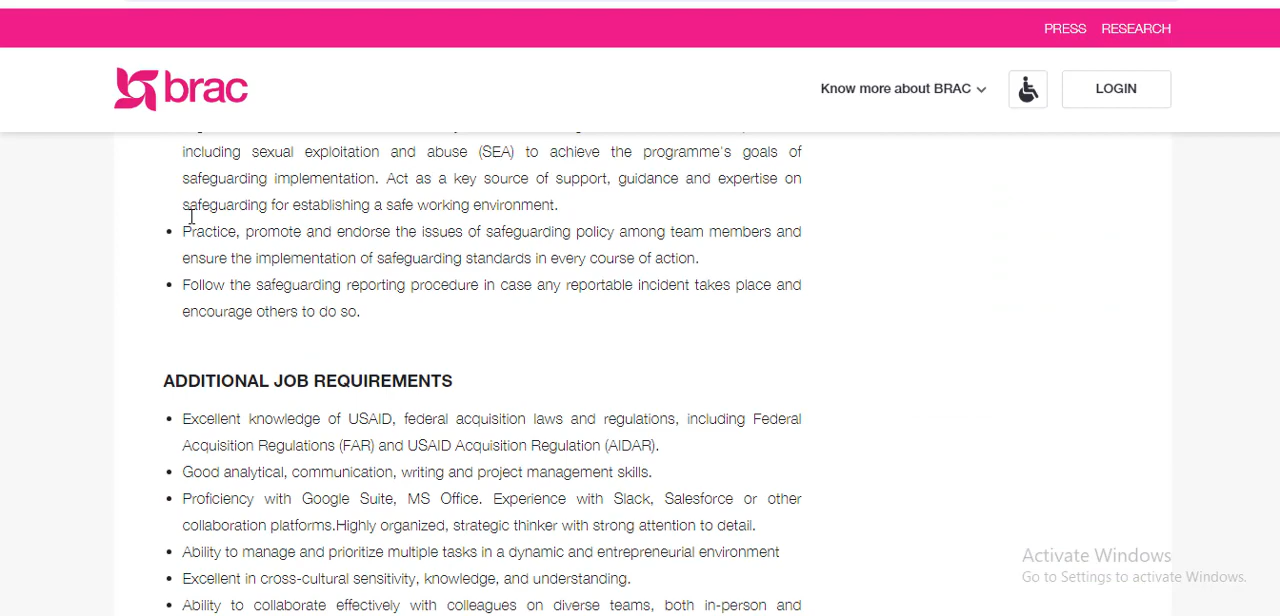 PRESS RESEARCH
brac
Know more about BRAC
LOGIN
including sexual exploitation and abuse (SEA) to achieve the programme's goals of
safeguarding implementation. Act as a key source of support, guidance and expertise on
safeguarding for establishing a safe working environment.
• Practice, promote and endorse the issues of safeguarding policy among team members and
ensure the implementation of safeguarding standards in every course of action.
• Follow the safeguarding reporting procedure in case any reportable incident takes place and
encourage others to do so.
ADDITIONAL JOB REQUIREMENTS
• Excellent knowledge of USAID, federal acquisition laws and regulations, including Federal
Acquisition Regulations (FAR) and USAID Acquisition Regulation (AIDAR).
• Good analytical, communication, writing and project management skills.
• Proficiency with Google Suite, MS Office. Experience with Slack, Salesforce or other
collaboration platforms.Highly organized, strategic thinker with strong attention to detail.
• Ability to manage and prioritize multiple tasks in a dynamic and entrepreneurial environment
• Excellent in cross-cultural sensitivity, knowledge, and understanding.
• Ability to collaborate effectively with colleagues on diverse teams, both in-person and
Activate Windows
Go to Settings to activate Windows.